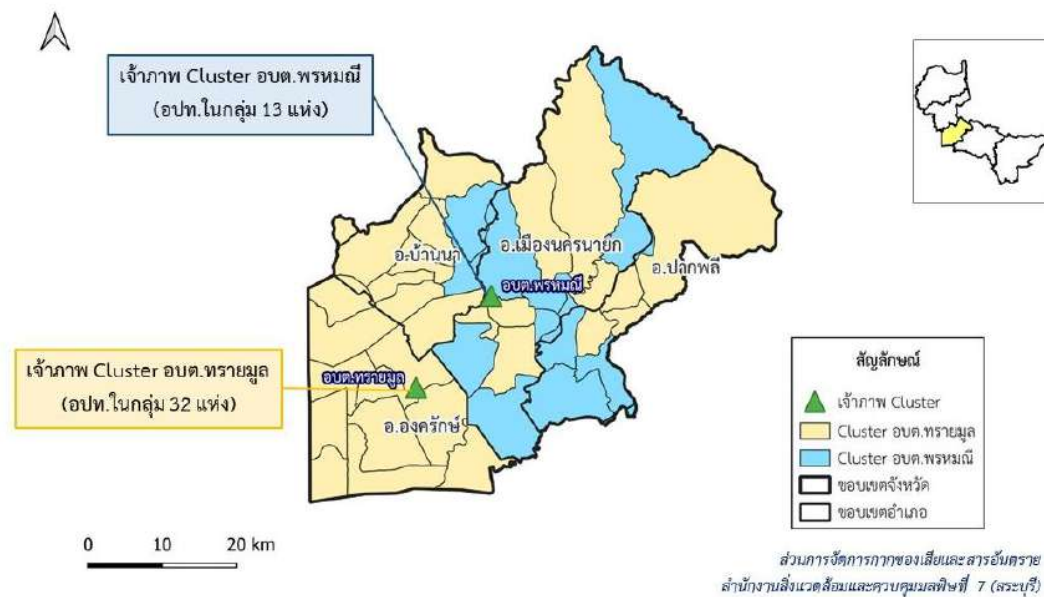 เจ้าภาพ Cluster อบต.พรหมณี
(อปท.ในกลุ่ม 13 แห่ง)
อ.เมืองนครนายก
อ.บ้านนา
อ.ปากพลี
อบต.พรหมณี
เจ้าภาพ Cluster อบต.ทรายมูล
(อปท.ในกลุ่ม 32 แห่ง)
อบต.ทรายมูล
อ.องครักษ์
สัญลักษณ์
เจ้าภาพ Cluster
Cluster อบต.ทรายมูล
Cluster อบต.พรหมณี
ขอบเขตจังหวัด
ขอบเขตอำเภอ
0 10 20 km
ส่วนการจัดการกากของเสียและสารอันตราย
สำนักงานสิ่งแวดล้อมและควบคุมมลพิษที่ 7 (สระบุรี)